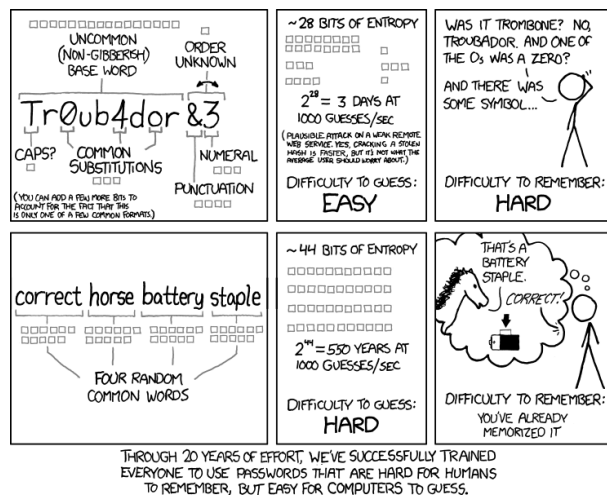 UNCOMMON
(NON-GIBBERISH)
BASE WORD
ORDER
UNKNOWN
Tr0ub4dor &3
CAPS?
COMMON
SUBSTITUTIONS
NUMERAL
PUNCTUATION
(YOU CAN ADD A FEW MORE BITS TO
ACCOUNT FOR THE FACT THAT THIS
IS ONLY ONE OF A FEW COMMON FORMATS.)
~28 BITS OF ENTROPY
2^28 = 3 DAYS AT
1000 GUESSES/SEC
(PLAUSIBLE ATTACK ON A WEAK REMOTE
WEB SERVICE. YES, CRACKING A STOLEN
HASH IS FASTER, BUT IT'S NOT WHAT THE
AVERAGE USER SHOULD WORRY ABOUT.)
DIFFICULTY TO GUESS:
EASY
WAS IT TROMBONE? NO,
TROUBADOR. AND ONE OF
THE Os WAS A ZERO?
AND THERE WAS
SOME SYMBOL...
DIFFICULTY TO REMEMBER:
HARD
correct horse battery staple
FOUR RANDOM
COMMON WORDS
~44 BITS OF ENTROPY
2^44 = 550 YEARS AT
1000 GUESSES/SEC
DIFFICULTY TO GUESS:
HARD
THAT'S A
BATTERY
STAPLE.
CORRECT!
DIFFICULTY TO REMEMBER:
YOU'VE ALREADY
MEMORIZED IT
THROUGH 20 YEARS OF EFFORT, WE'VE SUCCESSFULLY TRAINED
EVERYONE TO USE PASSWORDS THAT ARE HARD FOR HUMANS
TO REMEMBER, BUT EASY FOR COMPUTERS TO GUESS.